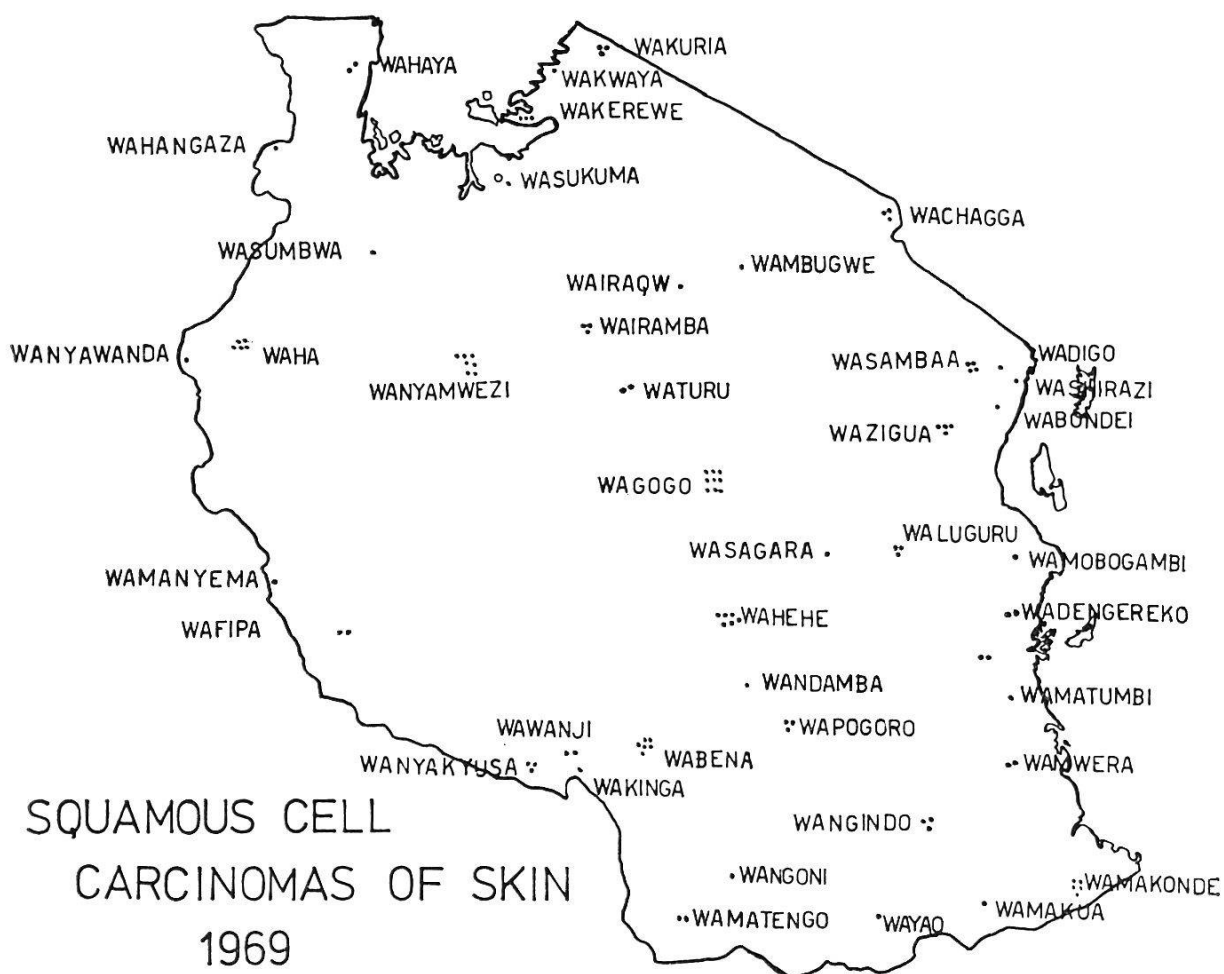 WAKURIA
WAHAYA
WAKWAYA
WAKEREWE
WAHANGAZA
WASUKUMA
WACHAGGA
WASUMBWA
WAMBUGWE
WAIRAQW
WAIRAMBA
WANYAWANDA
WAHA
WASAMBAA
WADIGO
WANYAMWEZI
WATURU
WASHIRAZI
WABONDEI
WAZIGUA
WAGOGO
WALUGURU
WASAGARA
WAMOBOGAMBI
WAMANYEMA
WAHEHE
WADENGEREKO
WAFIPA
WANDAMBA
WAMATUMBI
WAWANJI
WAPOGORO
WABENA
WANYAKYUSA
WAMWERA
WAKINGA
WANGINDO
WANGONI
WAMAKONDE
WAMATENGO
WAYAO
WAMAKUA
SQUAMOUS CELL
CARCINOMAS OF SKIN
1969